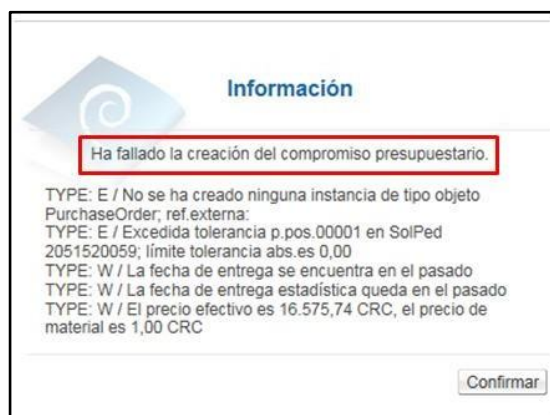 Información
Ha fallado la creación del compromiso presupuestario.
TYPE: E / No se ha creado ninguna instancia de tipo objeto
PurchaseOrder; ref.externa:
TYPE: E / Excedida tolerancia p.pos.00001 en SolPed
2051520059; límite tolerancia abs.es 0,00
TYPE: W / La fecha de entrega se encuentra en el pasado
TYPE: W / La fecha de entrega estadística queda en el pasado
TYPE: W / El precio efectivo es 16.575,74 CRC, el precio de
material es 1,00 CRC
Confirmar